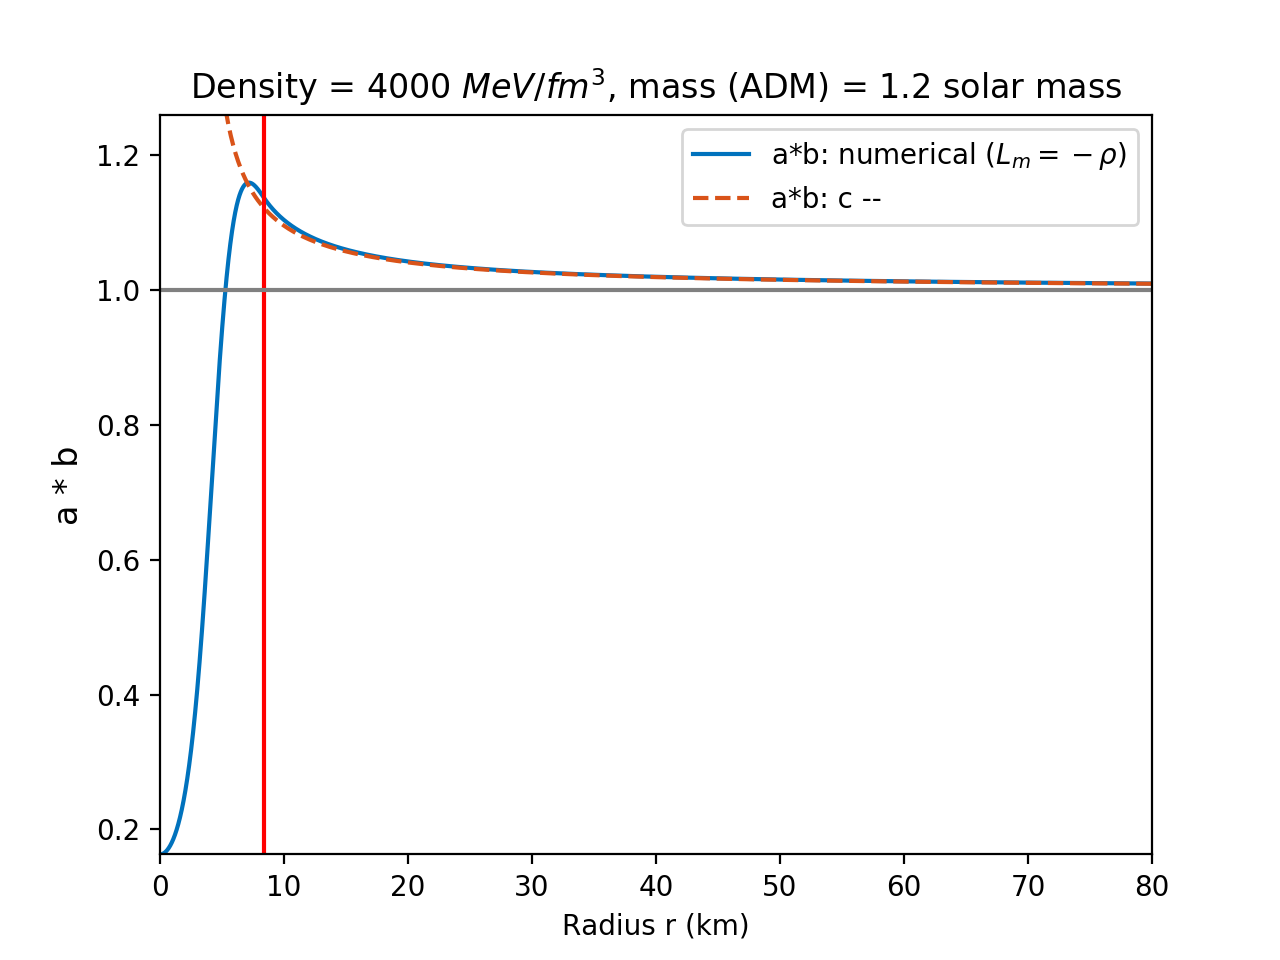 Density = 4000 MeV/fm³, mass (ADM) = 1.2 solar mass
a*b: numerical (Lₘ = −ρ)
a*b: c --
1.2
1.0
0.8
0.6
0.4
0.2
a * b
0 10 20 30 40 50 60 70 80
Radius r (km)